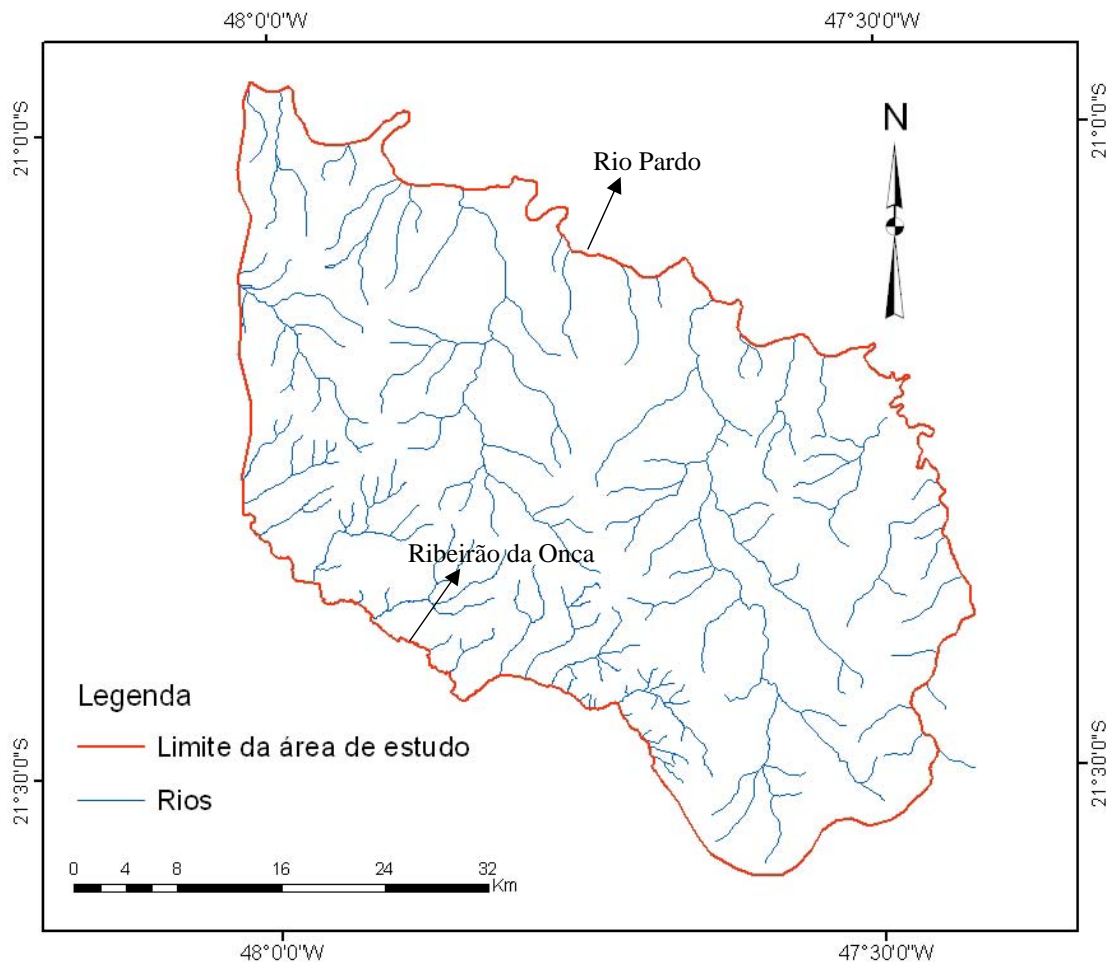 48°0'0"W
47°30'0"W
21°0'0"S
21°0'0"S
N
Rio Pardo
Ribeirão da Onca
Legenda
Limite da área de estudo
Rios
21°30'0"S
21°30'0"S
0 4 8 16 24 32
Km
48°0'0"W
47°30'0"W